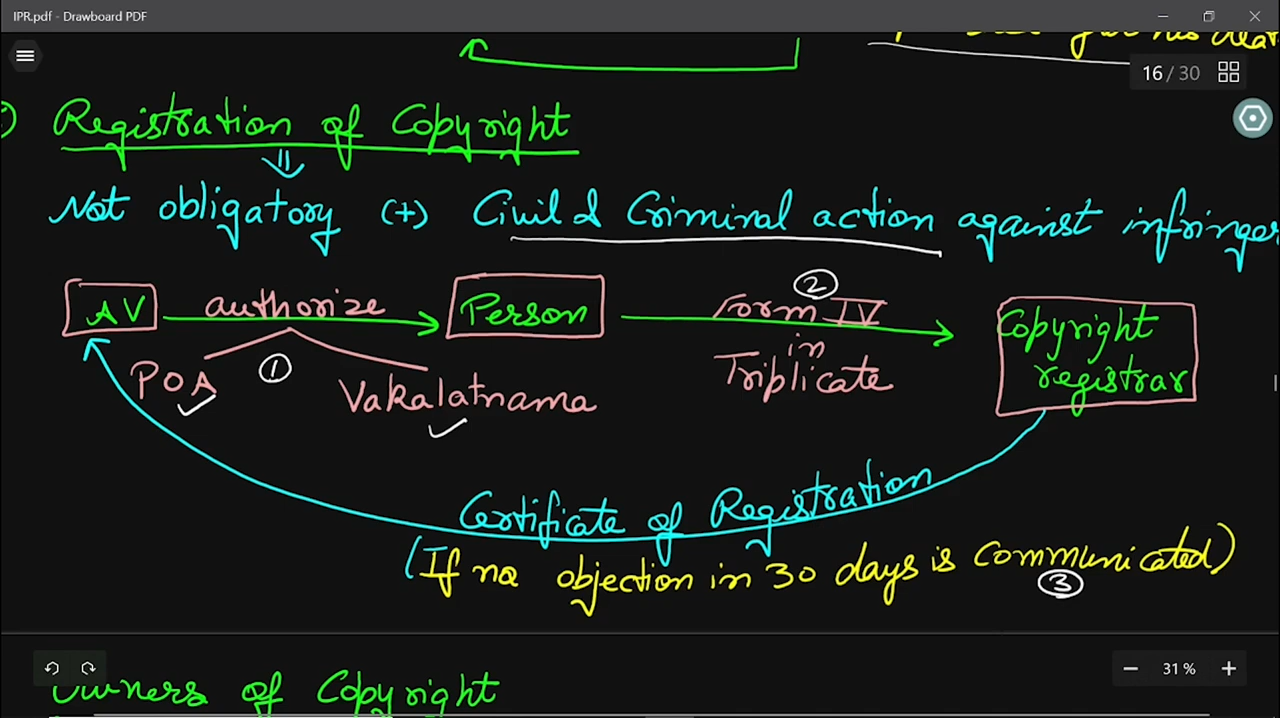 IPR.pdf - Drawboard PDF
16 / 30
Registration of Copyright
Not obligatory (+) Civil & Criminal action against infringer
AV authorize Person Form IV in Triplicate Copyright registrar
2
1
POA Vakalatnama
Certificate of Registration
(If no objection in 30 days is communicated)
3
31 %
Owners of Copyright